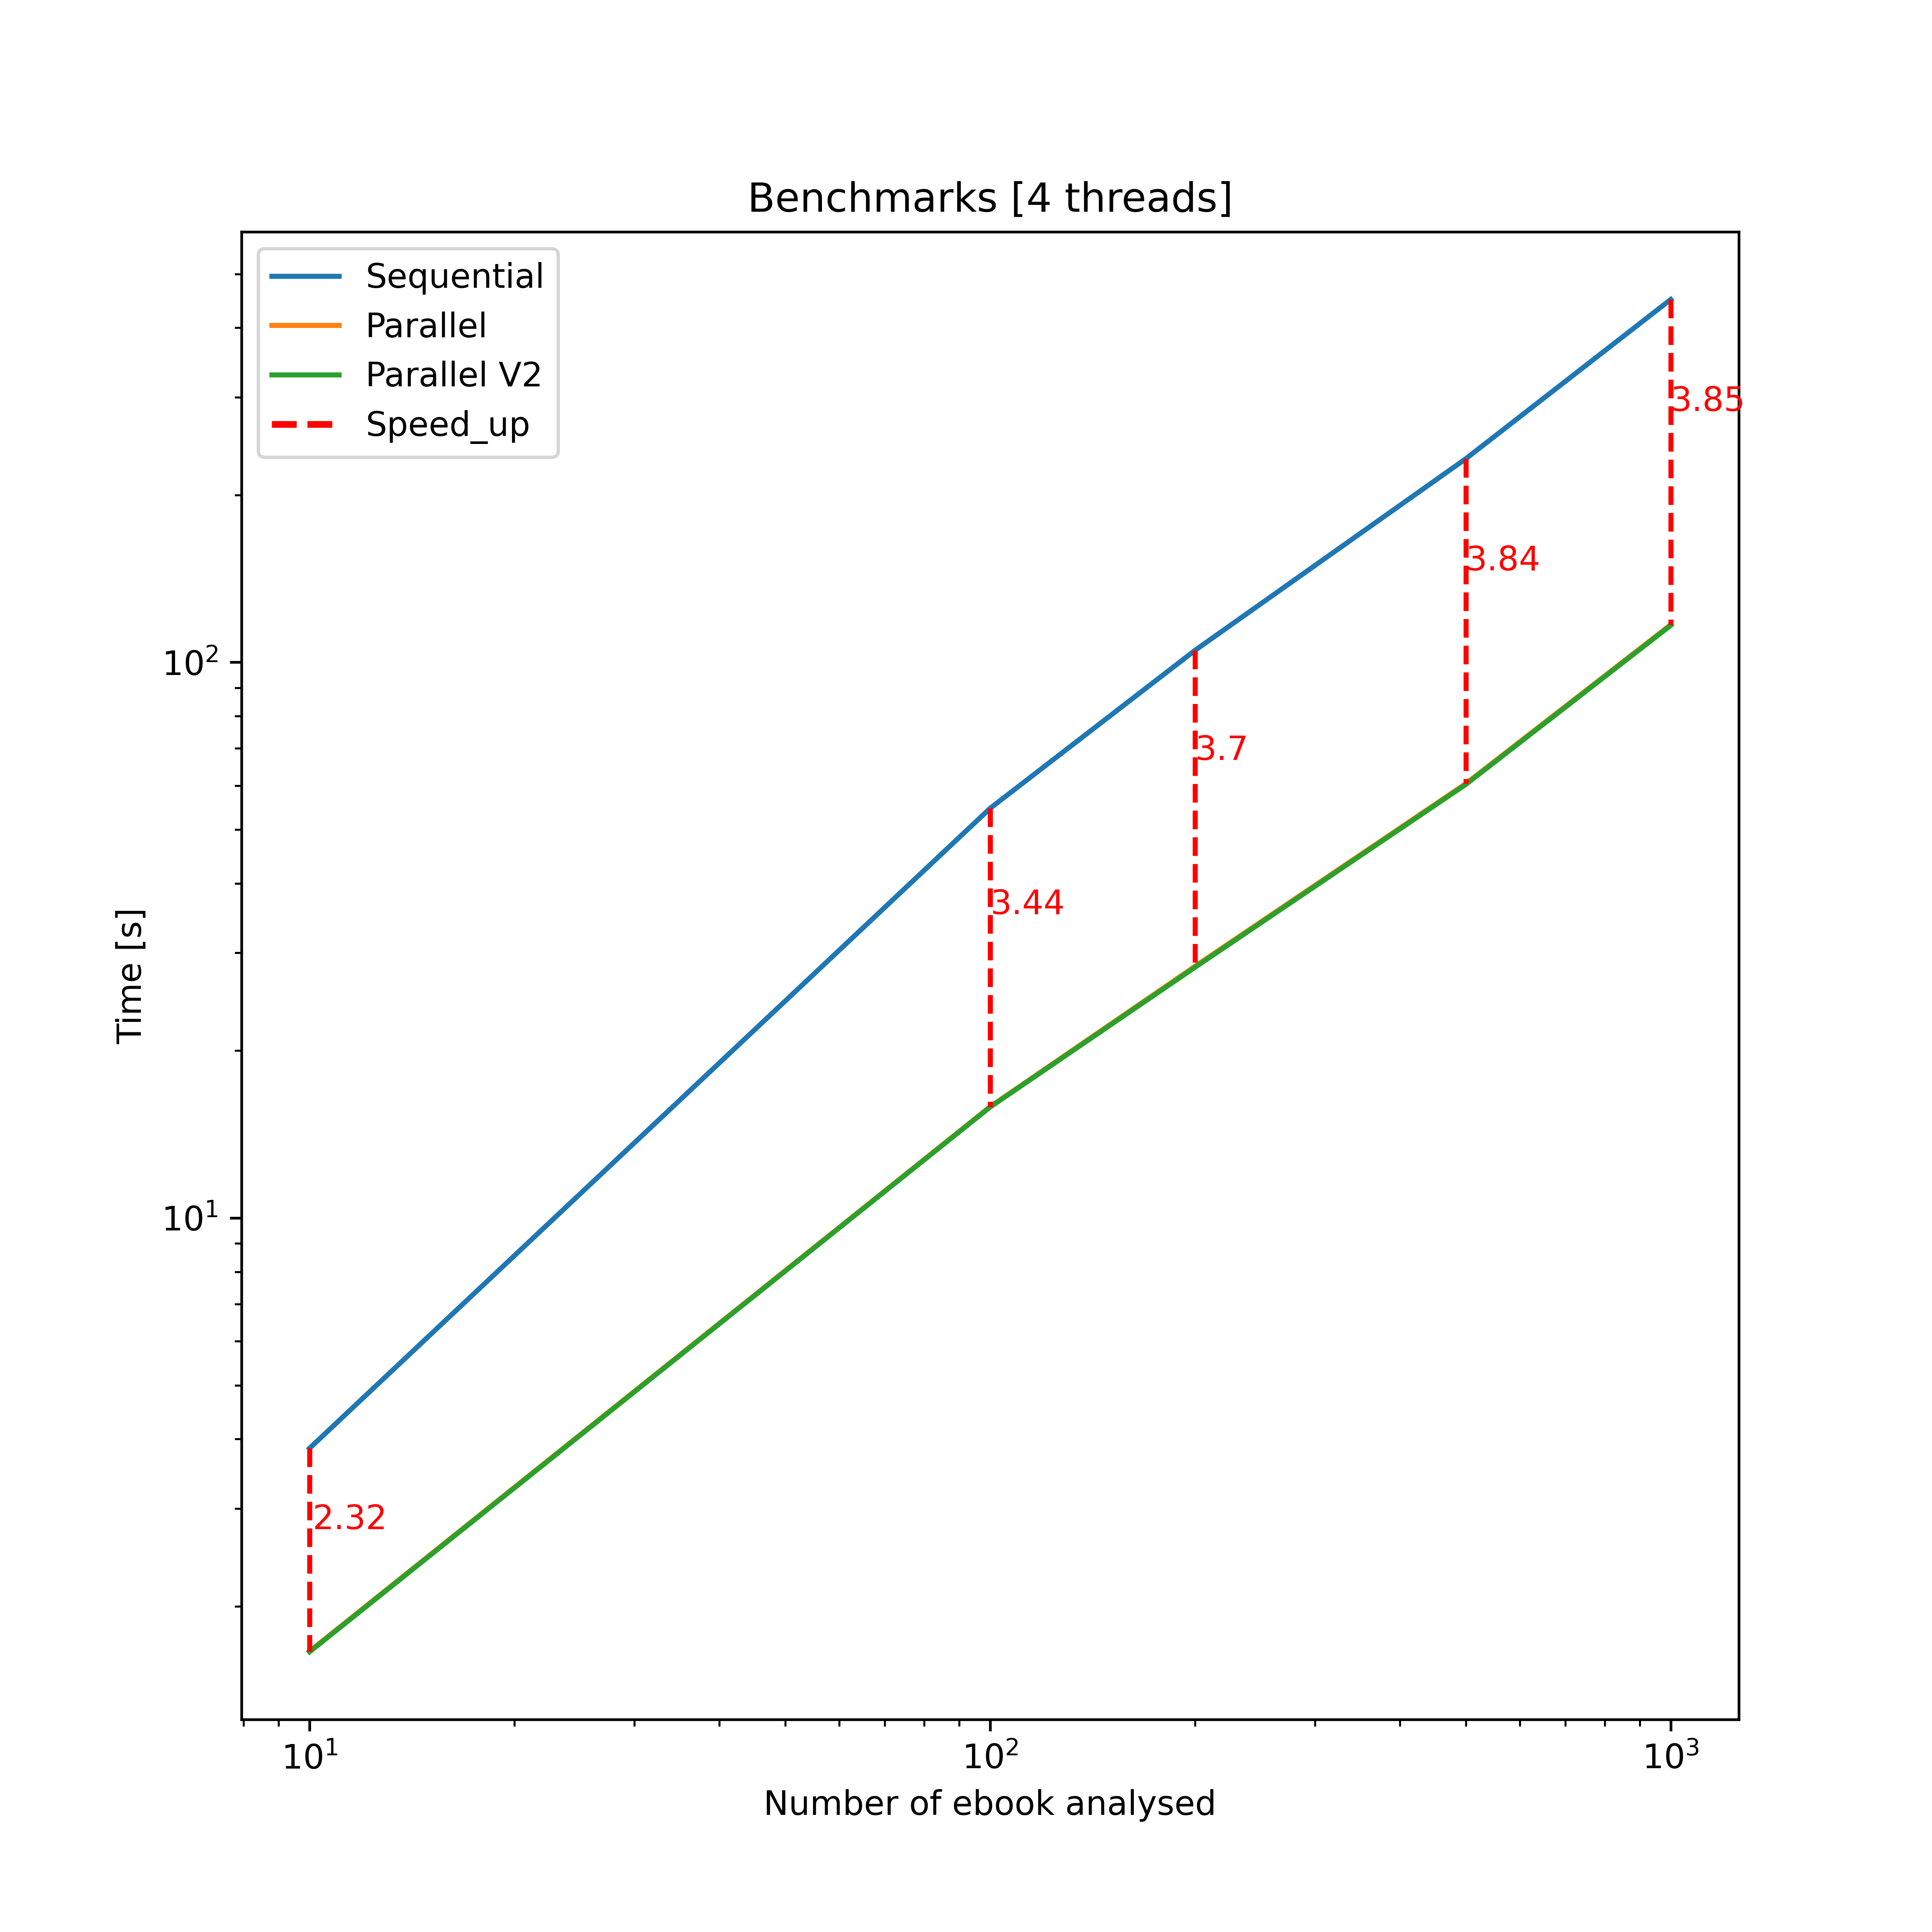 Benchmarks [4 threads]
Sequential
Parallel
Parallel V2
Speed_up
3.85
3.84
3.7
3.44
2.32
10²
10¹
Time [s]
10¹ 10² 10³
Number of ebook analysed